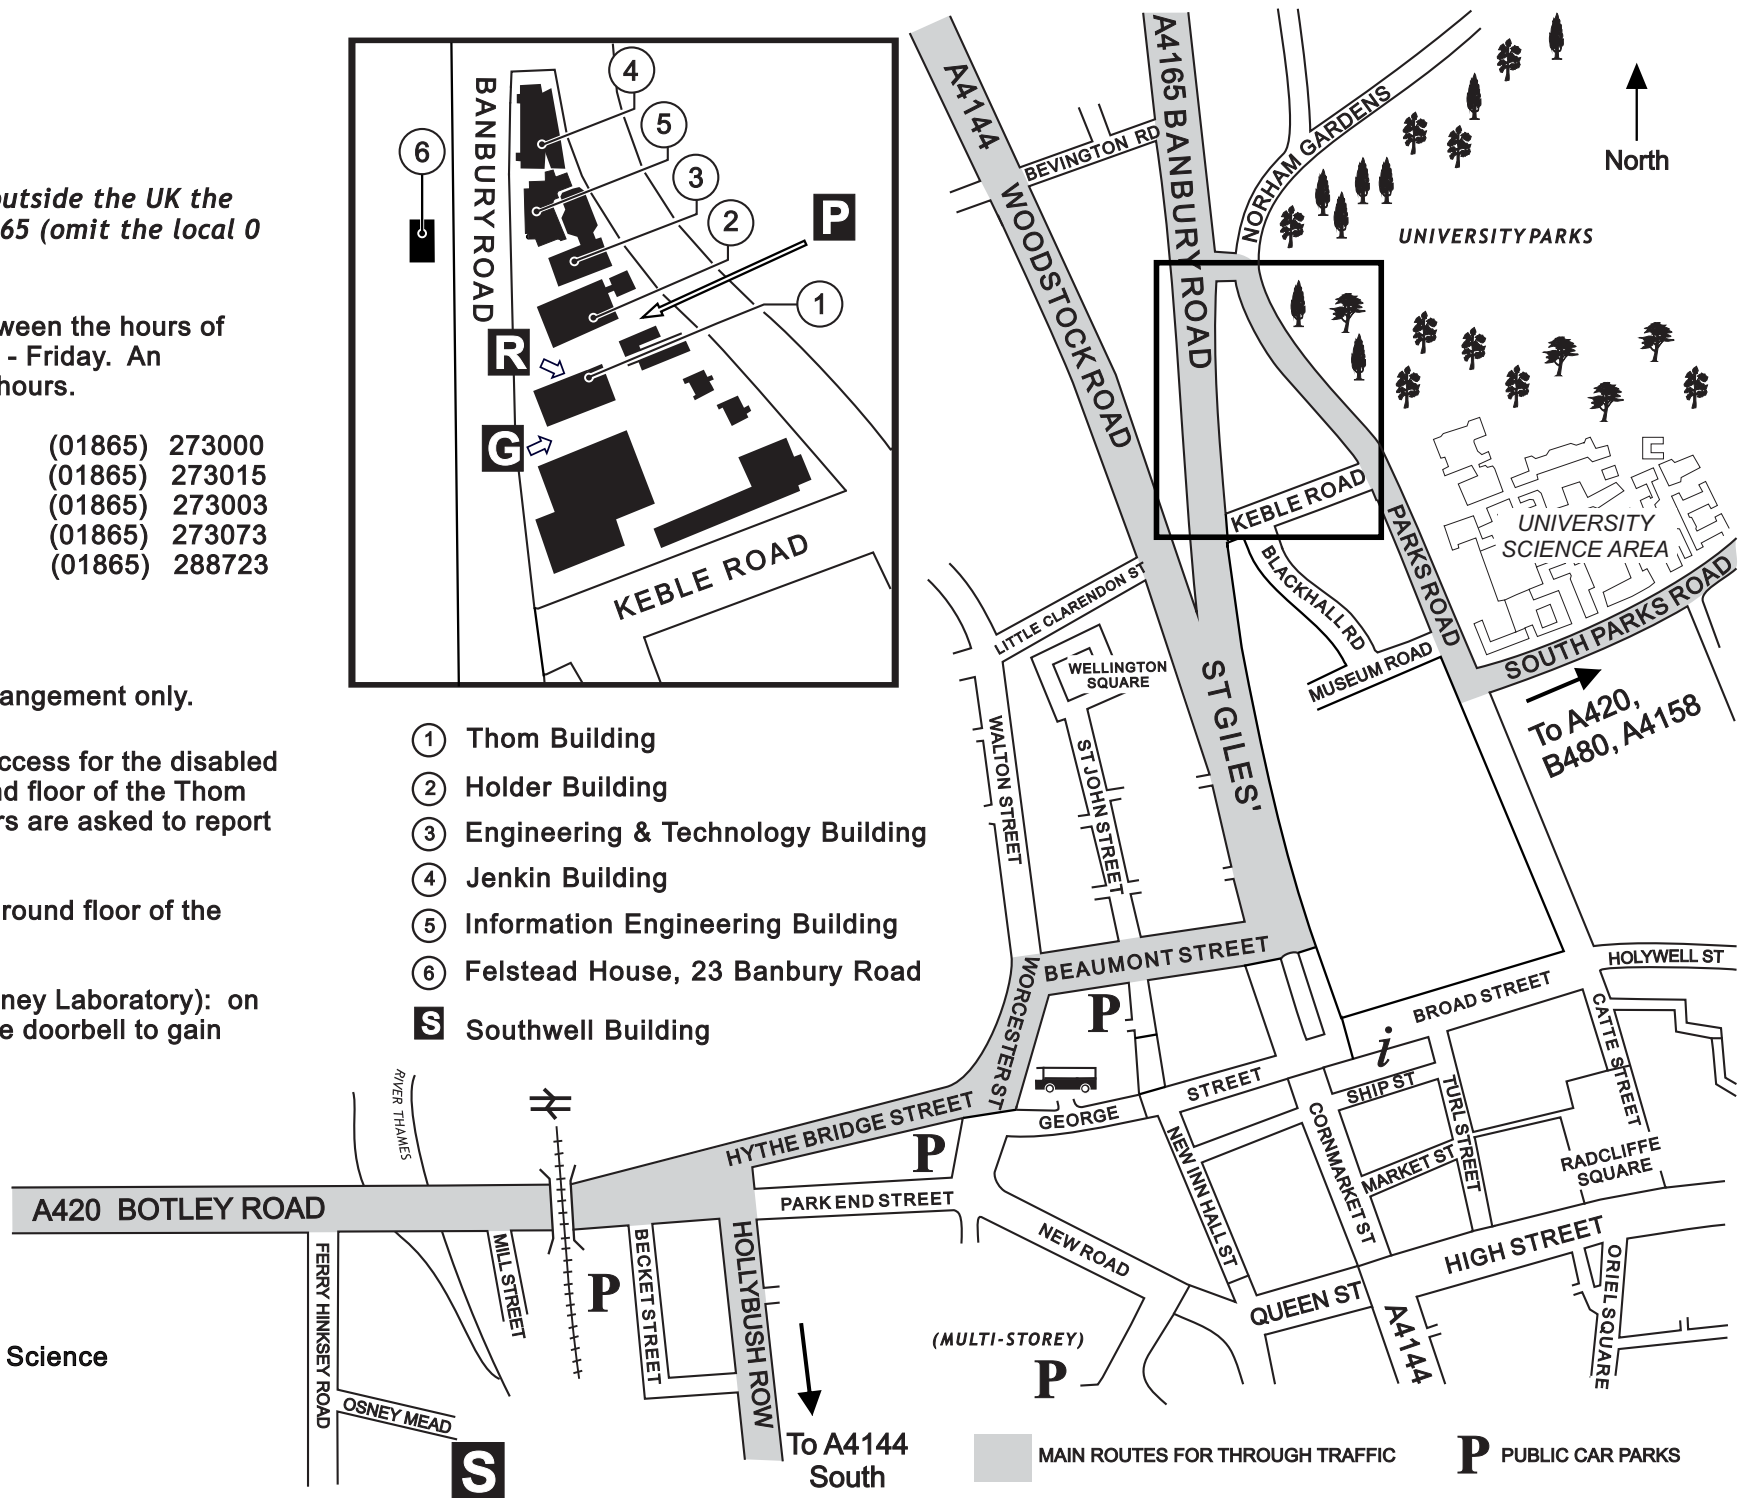 outside the UK the
65 (omit the local 0
ween the hours of
- Friday. An
hours.
(01865) 273000
(01865) 273015
(01865) 273003
(01865) 273073
(01865) 288723
angement only.
ccess for the disabled
d floor of the Thom
rs are asked to report
round floor of the
ney Laboratory): on
e doorbell to gain
Science
BANBURY ROAD
4
5
3
2
1
6
P
R
G
KEBLE ROAD
1 Thom Building
2 Holder Building
3 Engineering & Technology Building
4 Jenkin Building
5 Information Engineering Building
6 Felstead House, 23 Banbury Road
S Southwell Building
A4144
WOODSTOCK ROAD
A4165 BANBURY ROAD
BEVINGTON RD
NORHAM GARDENS
North
UNIVERSITY PARKS
KEBLE ROAD
PARKS ROAD
UNIVERSITY
SCIENCE AREA
SOUTH PARKS ROAD
BLACKHALL RD
MUSEUM ROAD
To A420,
B480, A4158
LITTLE CLARENDON ST
WELLINGTON
SQUARE
ST GILES'
WALTON STREET
ST JOHN STREET
BEAUMONT STREET
WORCESTER ST
P
HOLYWELL ST
BROAD STREET
CATTE STREET
i
SHIP ST
TURL STREET
STREET
GEORGE
NEW INN HALL ST
CORNMARKET ST
MARKET ST
RADCLIFFE
SQUARE
HYTHE BRIDGE STREET
P
RIVER THAMES
A420 BOTLEY ROAD
PARK END STREET
NEW ROAD
HIGH STREET
ORIEL SQUARE
QUEEN ST
A4144
FERRY HINKSEY ROAD
MILL STREET
P
BECKET STREET
HOLLYBUSH ROW
(MULTI-STOREY)
P
OSNEY MEAD
S
To A4144
South
MAIN ROUTES FOR THROUGH TRAFFIC
P PUBLIC CAR PARKS